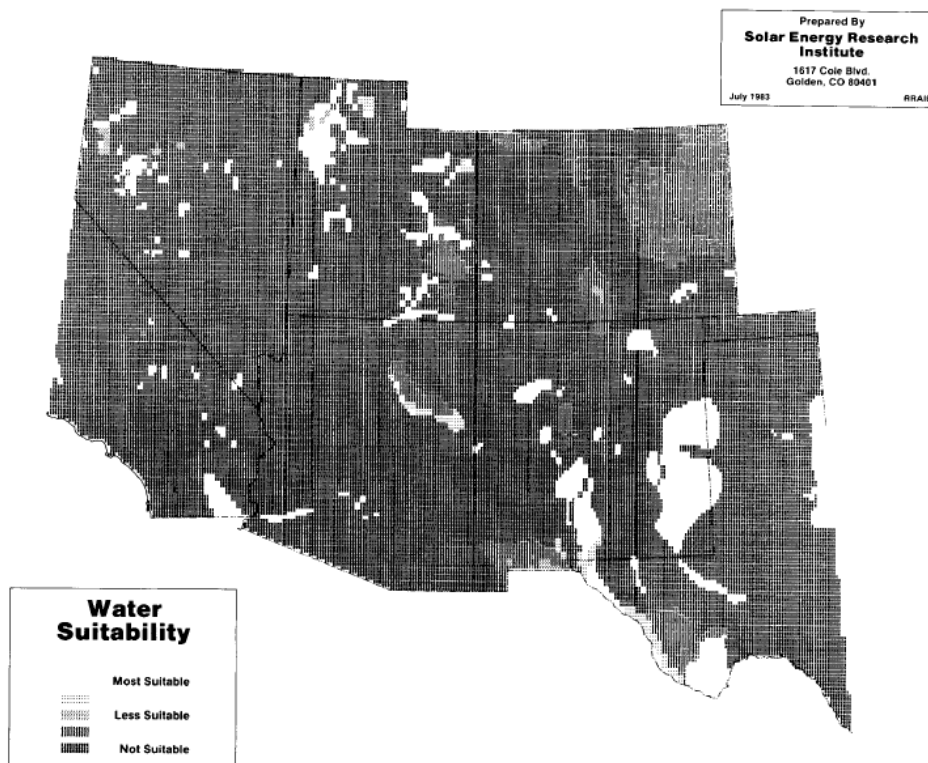 Prepared By
Solar Energy Research
Institute
1617 Cole Blvd.
Golden, CO 80401
July 1983
Water
Suitability
Most Suitable
Less Suitable
Not Suitable